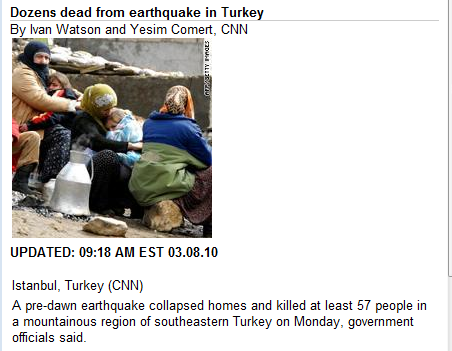 Dozens dead from earthquake in Turkey
By Ivan Watson and Yesim Comert, CNN
AFP/GETTY IMAGES
UPDATED: 09:18 AM EST 03.08.10
Istanbul, Turkey (CNN)
A pre-dawn earthquake collapsed homes and killed at least 57 people in
a mountainous region of southeastern Turkey on Monday, government
officials said.